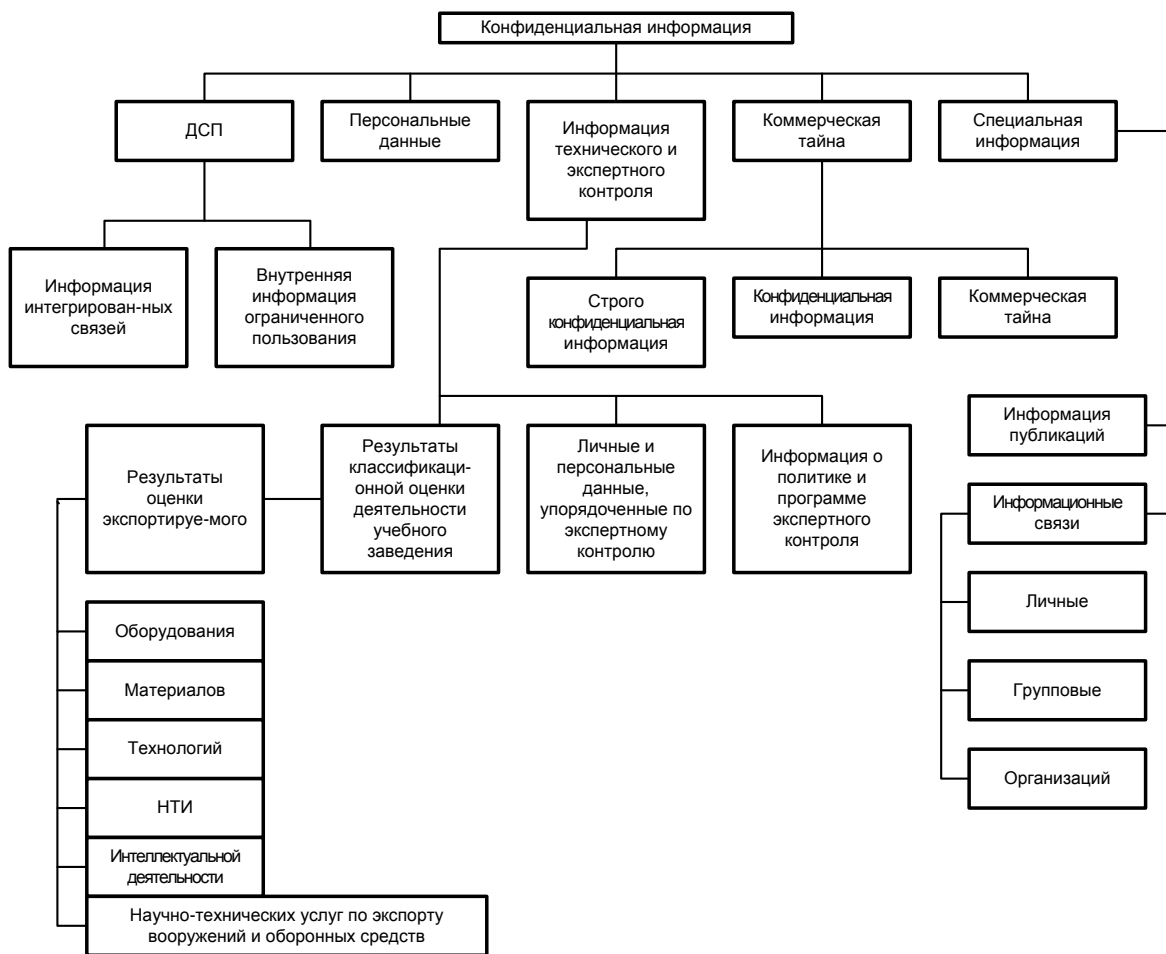 Конфиденциальная информация
ДСП
Персональные
данные
Информация
технического и
экспертного
контроля
Коммерческая
тайна
Специальная
информация
Информация
интегрирован-ных
связей
Внутренняя
информация
ограниченного
пользования
Строго
конфиденциальная
информация
Конфиденциальная
информация
Коммерческая
тайна
Результаты
оценки
экспортируе-мого
Результаты
классификаци-
онной оценки
деятельности
учебного
заведения
Личные и
персональные
данные,
упорядоченные по
экспертному
контролю
Информация о
политике и
программе
экспертного
контроля
Информация
публикаций
Информационные
связи
Личные
Групповые
Организаций
Оборудования
Материалов
Технологий
НТИ
Интеллектуальной
деятельности
Научно-технических услуг по экспорту
вооружений и оборонных средств